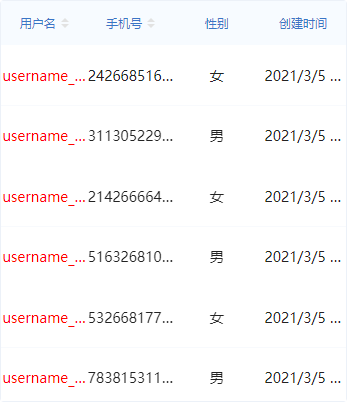 用户名 手机号 性别 创建时间
username_... 242668516... 女 2021/3/5 ...
username_... 311305229... 男 2021/3/5 ...
username_... 214266664... 女 2021/3/5 ...
username_... 516326810... 男 2021/3/5 ...
username_... 532668177... 女 2021/3/5 ...
username_... 783815311... 男 2021/3/5 ...